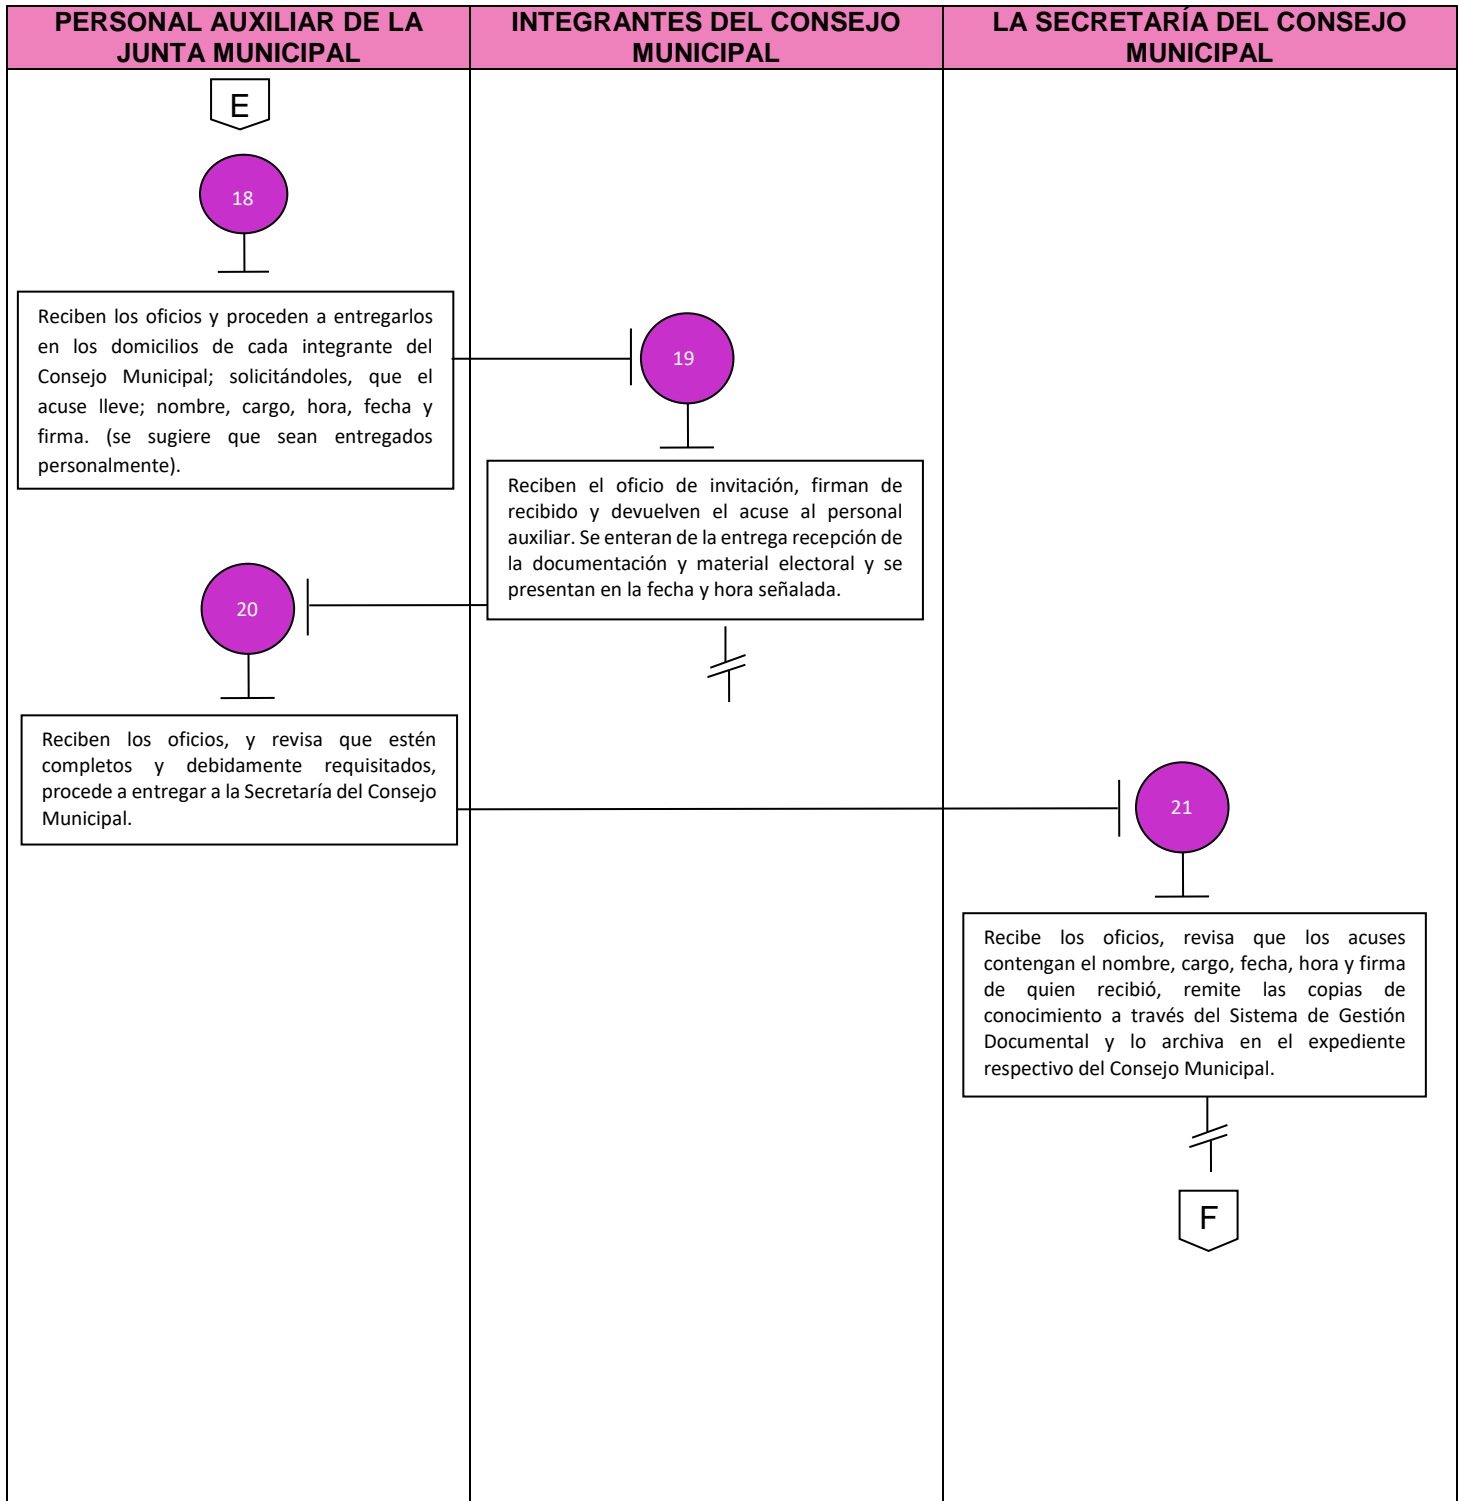 PERSONAL AUXILIAR DE LA
JUNTA MUNICIPAL
INTEGRANTES DEL CONSEJO
MUNICIPAL
LA SECRETARÍA DEL CONSEJO
MUNICIPAL
E
18
Reciben los oficios y proceden a entregarlos
en los domicilios de cada integrante del
Consejo Municipal; solicitándoles, que el
acuse lleve; nombre, cargo, hora, fecha y
firma. (se sugiere que sean entregados
personalmente).
19
Reciben el oficio de invitación, firman de
recibido y devuelven el acuse al personal
auxiliar. Se enteran de la entrega recepción de
la documentación y material electoral y se
presentan en la fecha y hora señalada.
20
Reciben los oficios, y revisa que estén
completos y debidamente requisitados,
procede a entregar a la Secretaría del Consejo
Municipal.
21
Recibe los oficios, revisa que los acuses
contengan el nombre, cargo, fecha, hora y firma
de quien recibió, remite las copias de
conocimiento a través del Sistema de Gestión
Documental y lo archiva en el expediente
respectivo del Consejo Municipal.
F